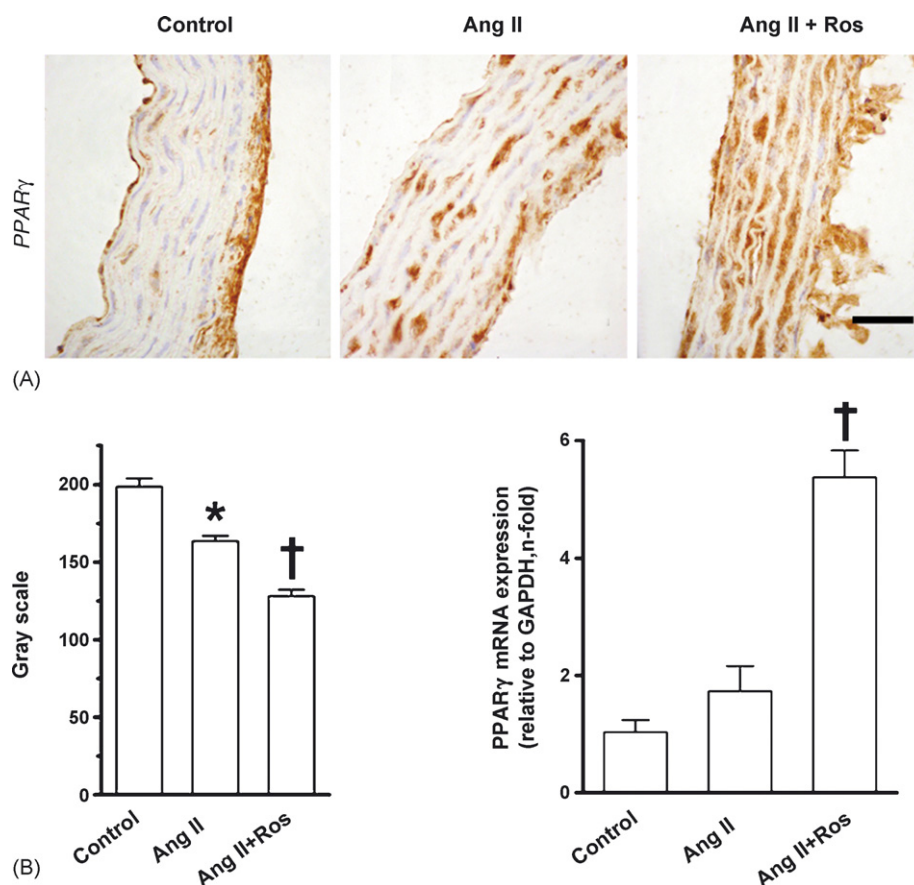 Control
Ang II
Ang II + Ros
PPARγ
(A)
Gray scale
200
150
100
50
0
*
†
Control
Ang II
Ang II+Ros
PPARγ mRNA expression
(relative to GAPDH,n-fold)
6
4
2
0
†
Control
Ang II
Ang II+Ros
(B)